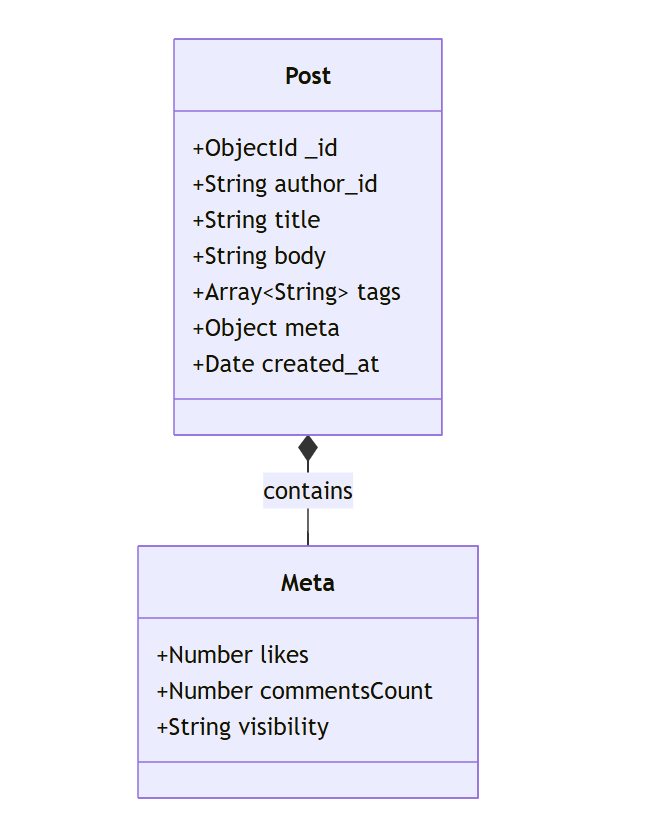 Post
+ObjectId _id
+String author_id
+String title
+String body
+Array<String> tags
+Object meta
+Date created_at
contains
Meta
+Number likes
+Number commentsCount
+String visibility